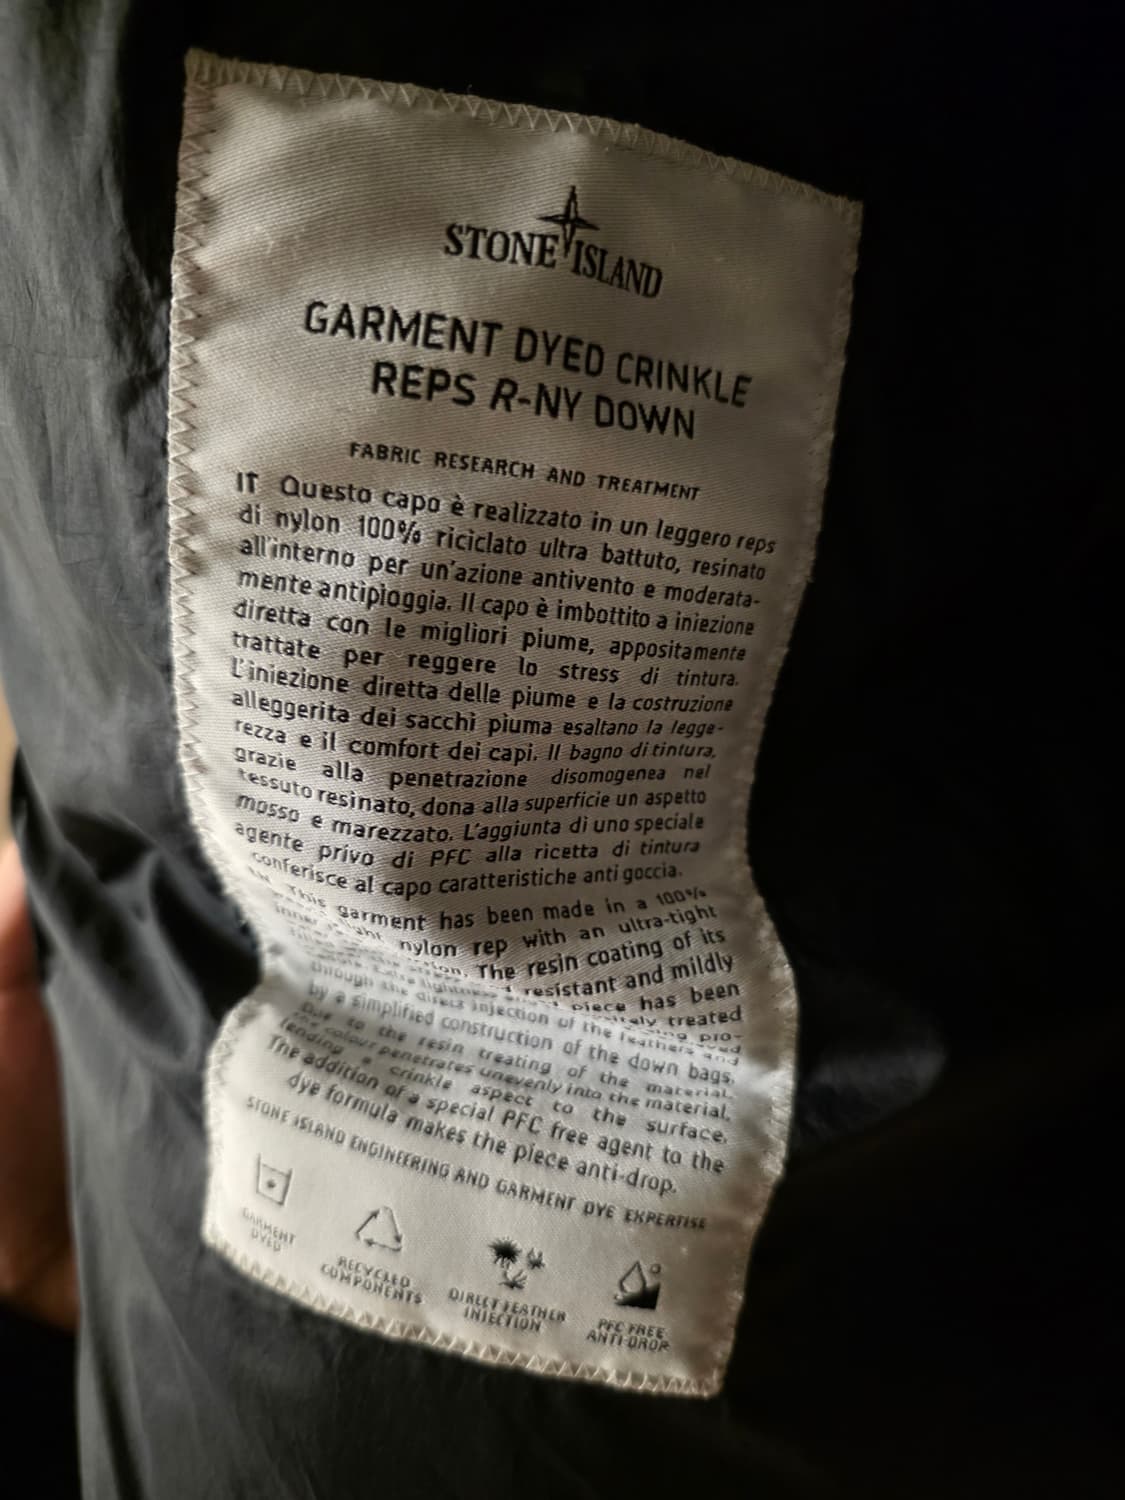 STONE ISLAND
GARMENT DYED CRINKLE
REPS R-NY DOWN
FABRIC RESEARCH AND TREATMENT
IT Questo capo è realizzato in un leggero reps
di nylon 100% riciclato ultra battuto, resinato
all'interno per un'azione antivento e moderata-
mente antipioggia. Il capo è imbottito a iniezione
diretta con le migliori piume, appositamente
trattate per reggere lo stress di tintura.
L'iniezione diretta delle piume e la costruzione
alleggerita dei sacchi piuma esaltano la legge-
rezza e il comfort dei capi. Il bagno di tintura,
grazie alla penetrazione disomogenea nel
tessuto resinato, dona alla superficie un aspetto
mosso e marezzato. L'aggiunta di uno speciale
agente privo di PFC alla ricetta di tintura
conferisce al capo caratteristiche anti goccia.
This garment has been made in a 100%
nylon rep with an ultra-tight
The resin coating of its
resistant and mildly
piece has been
treated
pro-
through the direct injection of the feathers and
by a simplified construction of the down bags.
Due to the resin treating of the material,
the colour penetrates unevenly into the material,
lending a crinkle aspect to the surface.
The addition of a special PFC free agent to the
dye formula makes the piece anti-drop.
STONE ISLAND ENGINEERING AND GARMENT DYE EXPERTISE
GARMENT
DYED
RECYCLED
COMPONENTS
DIRECT FEATHER
INJECTION
PFC FREE
ANTI-DROP